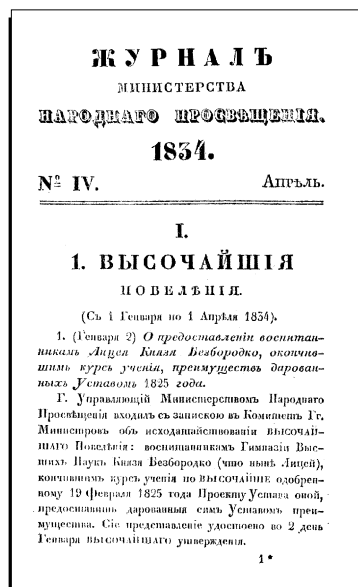 ЖУРНАЛЪ
МИНИСТЕРСТВА
НАРОДНАГО ПРОСВѢЩЕНІЯ.
1834.
№ IV. Апрѣль.
I.
1. ВЫСОЧАЙШІЯ
ПОВЕЛѢНІЯ.
(Съ 1 Генваря по 1 Апрѣля 1834).
1. (Генваря 2) О предоставленіи воспитан-
никамъ Лицея Князя Безбородко, окончив-
шимъ курсъ ученія, преимуществъ дарован-
ныхъ Уставомъ 1825 года.
Г. Управляющій Министерствомъ Народнаго
Просвѣщенія входилъ съ запискою въ Комитетъ Гг.
Министровъ объ исходатайствованіи ВЫСОЧАЙ-
ШАГО Повелѣнія: воспитанникамъ Гимназіи Выс-
шихъ Наукъ Князя Безбородко (что нынѣ Лицей),
кончившимъ курсъ ученія по ВЫСОЧАЙШЕ одобрен-
ному 19 Февраля 1825 года Проекту Устава оной,
предоставить дарованныя симъ Уставомъ преи-
мущества. Сіе представленіе удостоено во 2 день
Генваря ВЫСОЧАЙШАГО утвержденія.
1 *